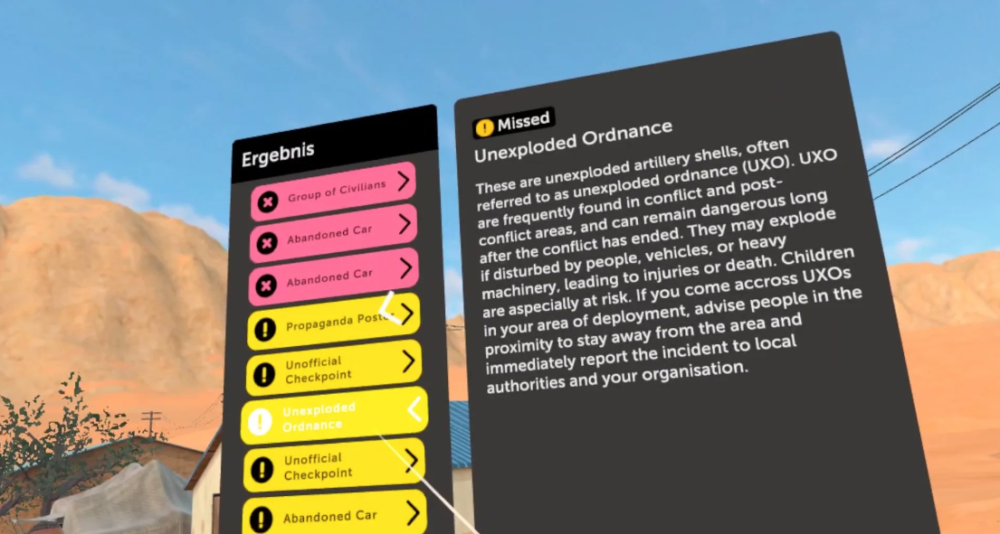 Ergebnis
Group of Civilians
Abandoned Car
Abandoned Car
Propaganda Poster
Unofficial
Checkpoint
Unexploded
Ordnance
Unofficial
Checkpoint
Abandoned Car
Missed
Unexploded Ordnance
These are unexploded artillery shells, often
referred to as unexploded ordnance (UXO). UXO
are frequently found in conflict and post-
conflict areas, and can remain dangerous long
after the conflict has ended. They may explode
if disturbed by people, vehicles, or heavy
machinery, leading to injuries or death. Children
are especially at risk. If you come accross UXOs
in your area of deployment, advise people in the
proximity to stay away from the area and
immediately report the incident to local
authorities and your organisation.